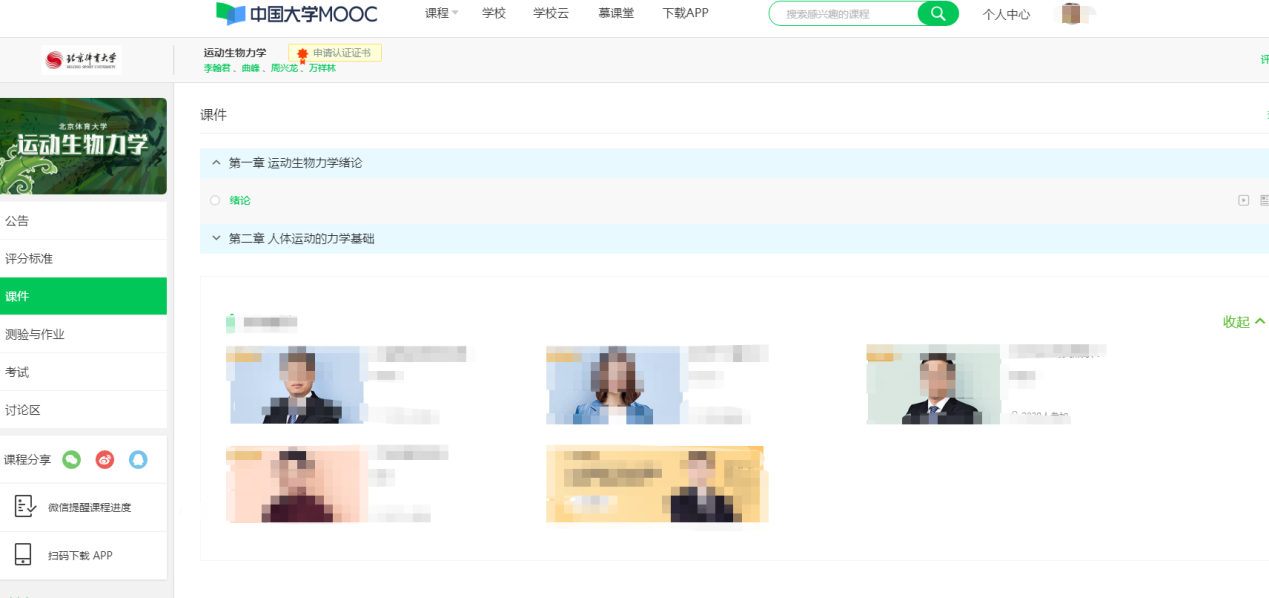 中国大学MOOC 课程 学校 学校云 慕课堂 下载APP 搜索感兴趣的课程 个人中心
北京体育大学 运动生物力学 申请认证证书
李翰君、曲峰、周兴龙、万祥林
北京体育大学
运动生物力学
课件
第一章 运动生物力学绪论
绪论
第二章 人体运动的力学基础
公告
评分标准
课件
测验与作业
考试
讨论区
课程分享
微信提醒课程进度
扫码下载 APP
收起